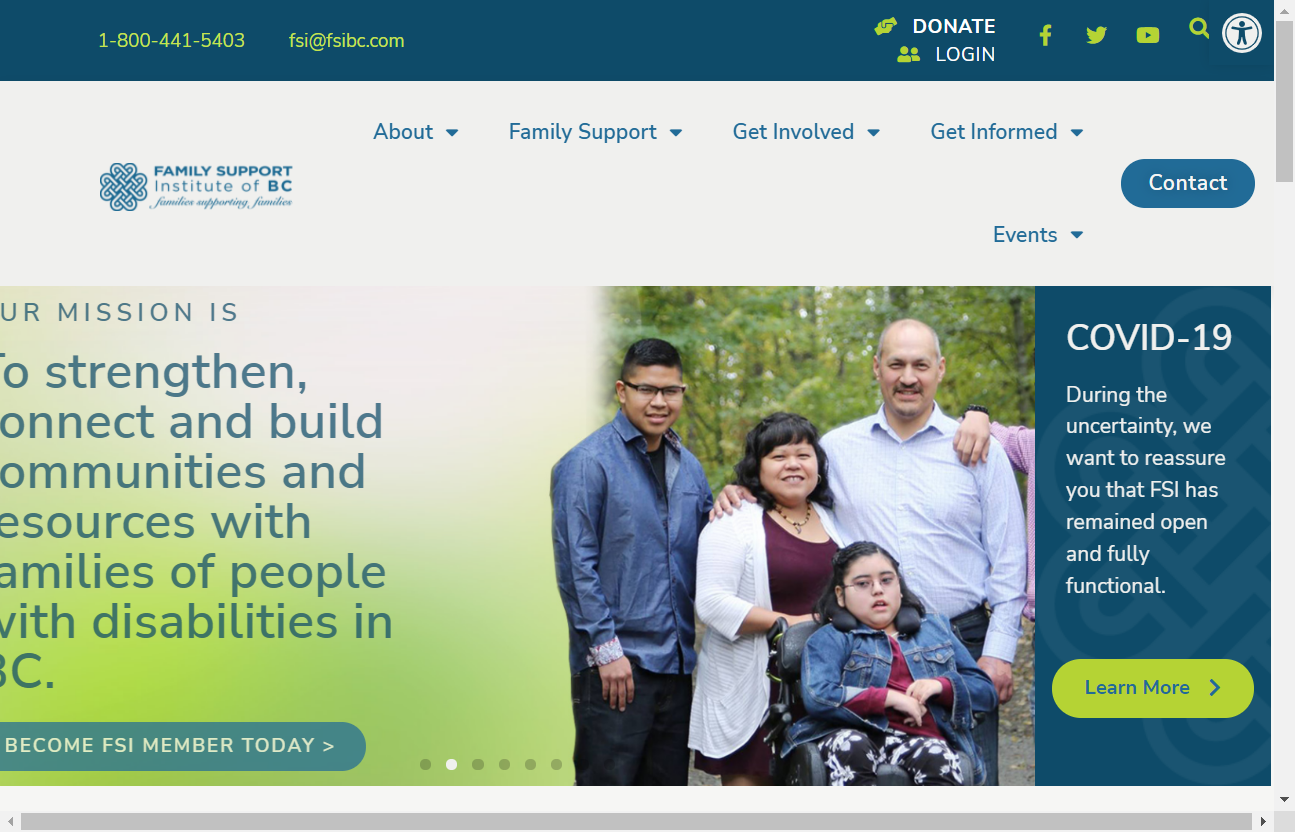 1-800-441-5403
fsi@fsibc.com
DONATE
LOGIN
About
Family Support
Get Involved
Get Informed
FAMILY SUPPORT
Institute of BC
families supporting families
Contact
Events
UR MISSION IS
To strengthen,
onnect and build
ommunities and
esources with
amilies of people
with disabilities in
BC.
BECOME FSI MEMBER TODAY >
COVID-19
During the
uncertainty, we
want to reassure
you that FSI has
remained open
and fully
functional.
Learn More